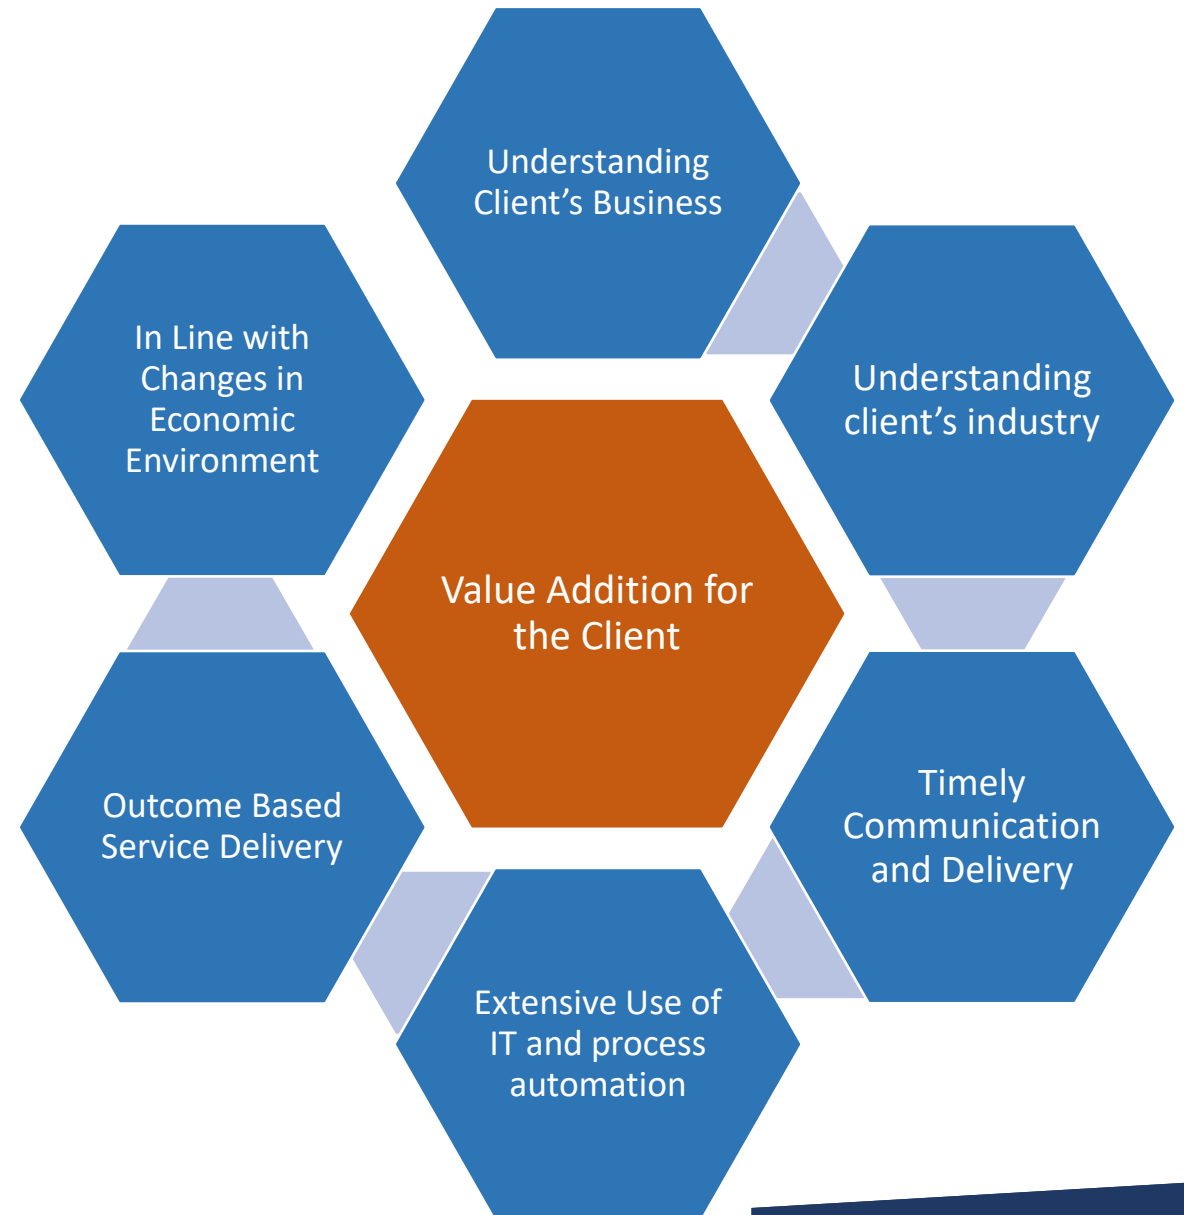 Understanding
Client’s Business
Understanding
client’s industry
Timely
Communication
and Delivery
Extensive Use of
IT and process
automation
Outcome Based
Service Delivery
In Line with
Changes in
Economic
Environment
Value Addition for
the Client